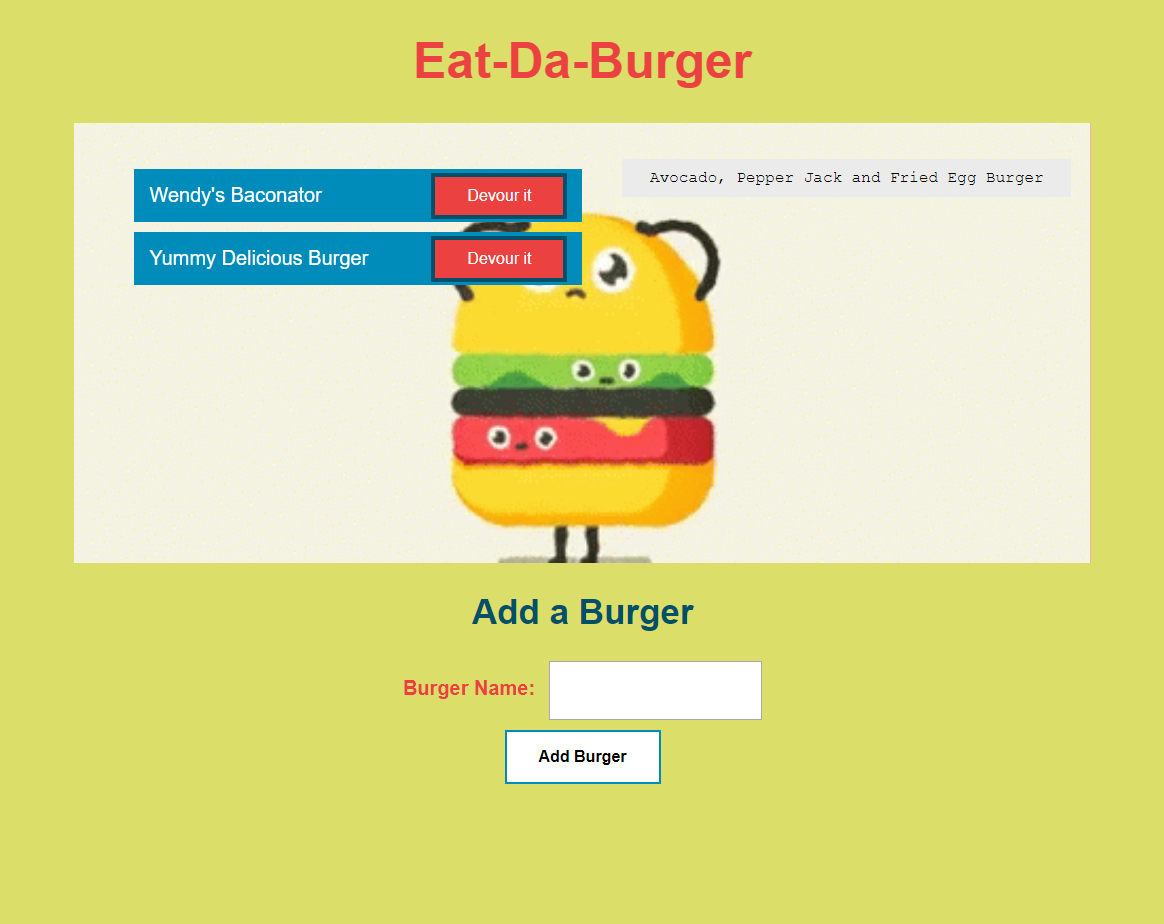 Eat-Da-Burger
Wendy's Baconator
Devour it
Yummy Delicious Burger
Devour it
Avocado, Pepper Jack and Fried Egg Burger
Add a Burger
Burger Name:
Add Burger